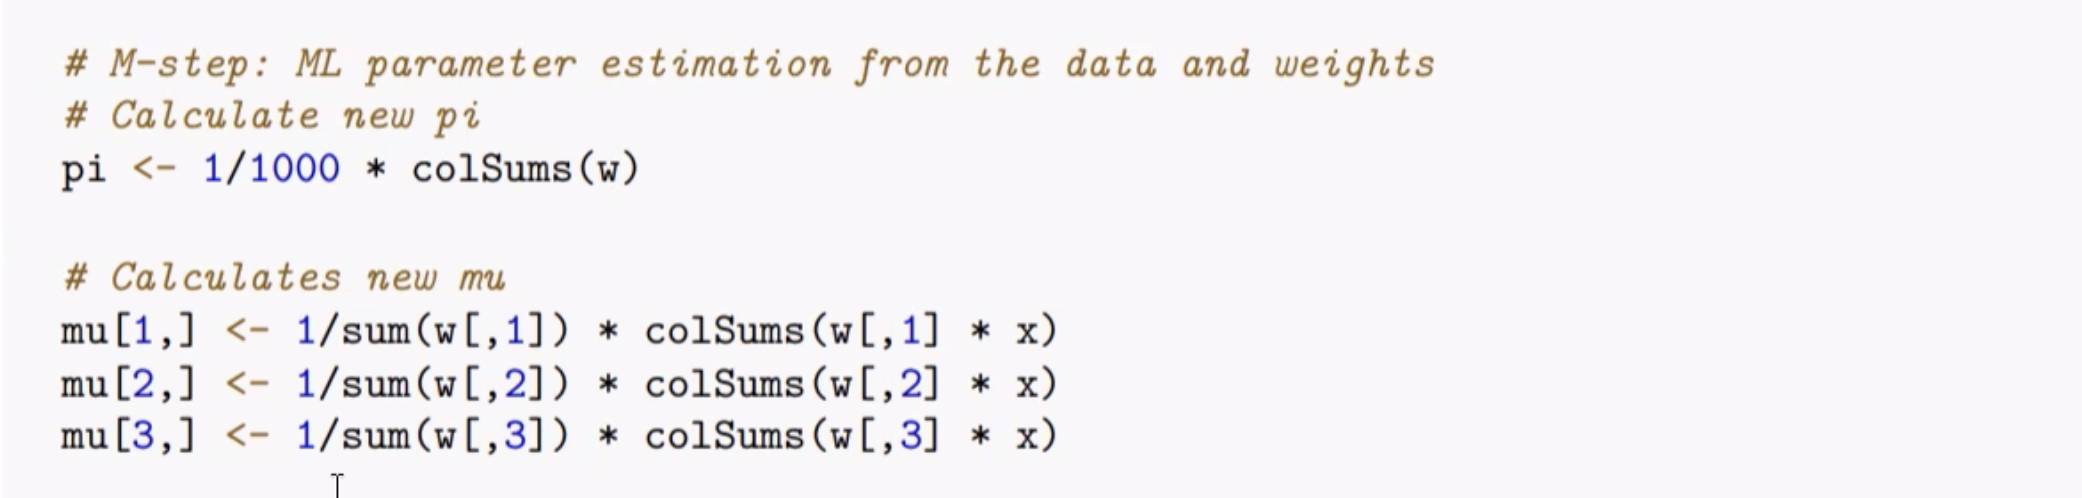 # M-step: ML parameter estimation from the data and weights
# Calculate new pi
pi <- 1/1000 * colSums(w)
# Calculates new mu
mu[1,] <- 1/sum(w[,1]) * colSums(w[,1] * x)
mu[2,] <- 1/sum(w[,2]) * colSums(w[,2] * x)
mu[3,] <- 1/sum(w[,3]) * colSums(w[,3] * x)